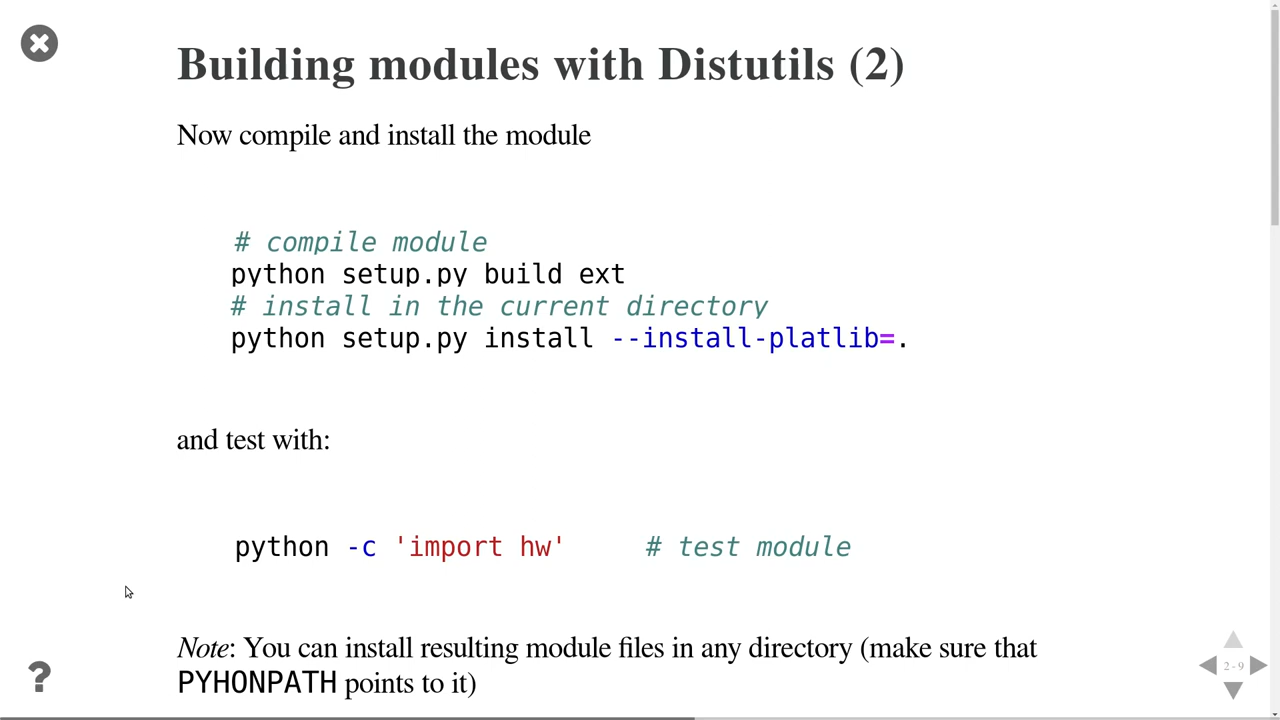 Building modules with Distutils (2)
Now compile and install the module
# compile module
python setup.py build ext
# install in the current directory
python setup.py install --install-platlib=.
and test with:
python -c 'import hw' # test module
Note: You can install resulting module files in any directory (make sure that
PYHONPATH points to it)
?
2 - 9